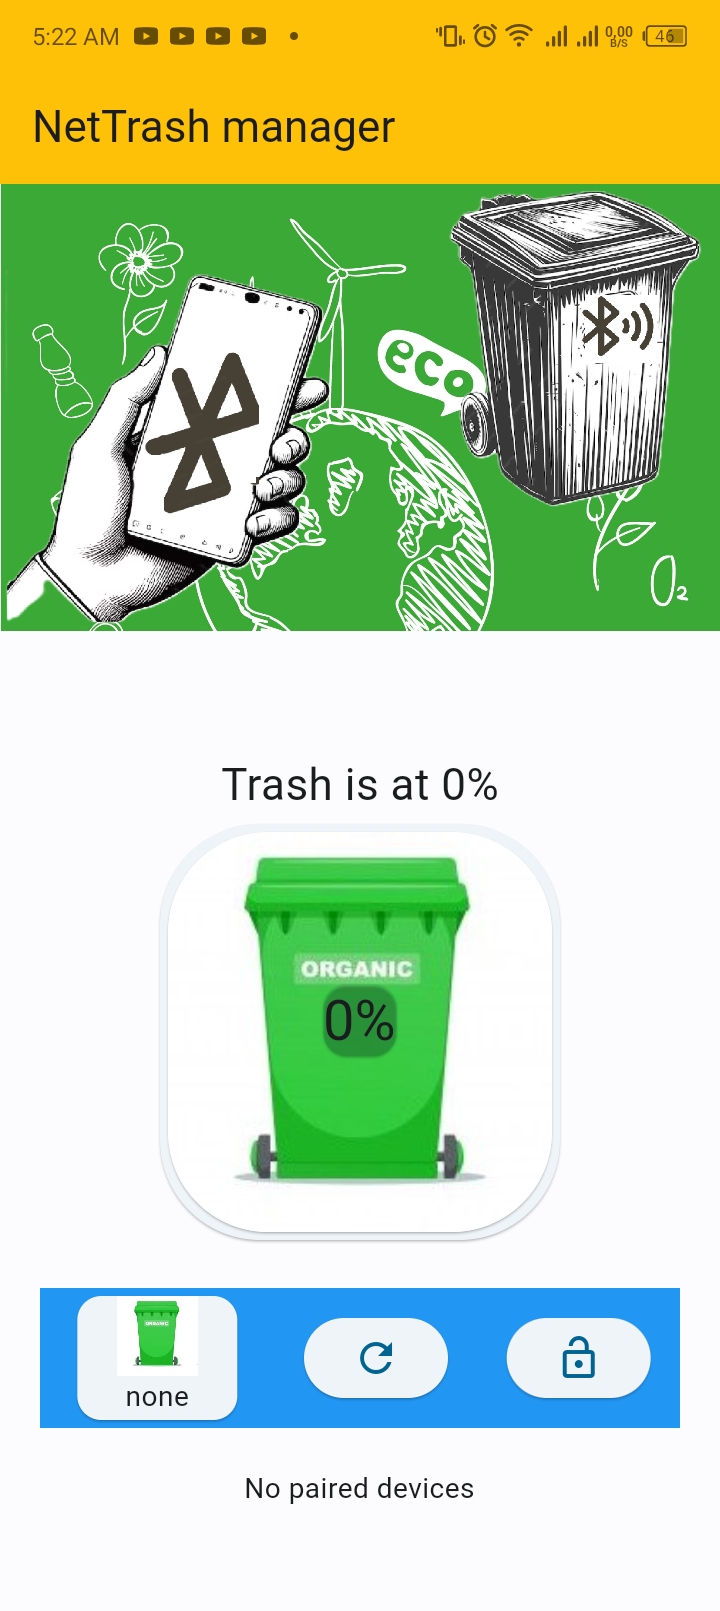 5:22 AM
0,00
B/S
46
NetTrash manager
eco
O₂
Trash is at 0%
ORGANIC
0%
ORGANIC
none
No paired devices